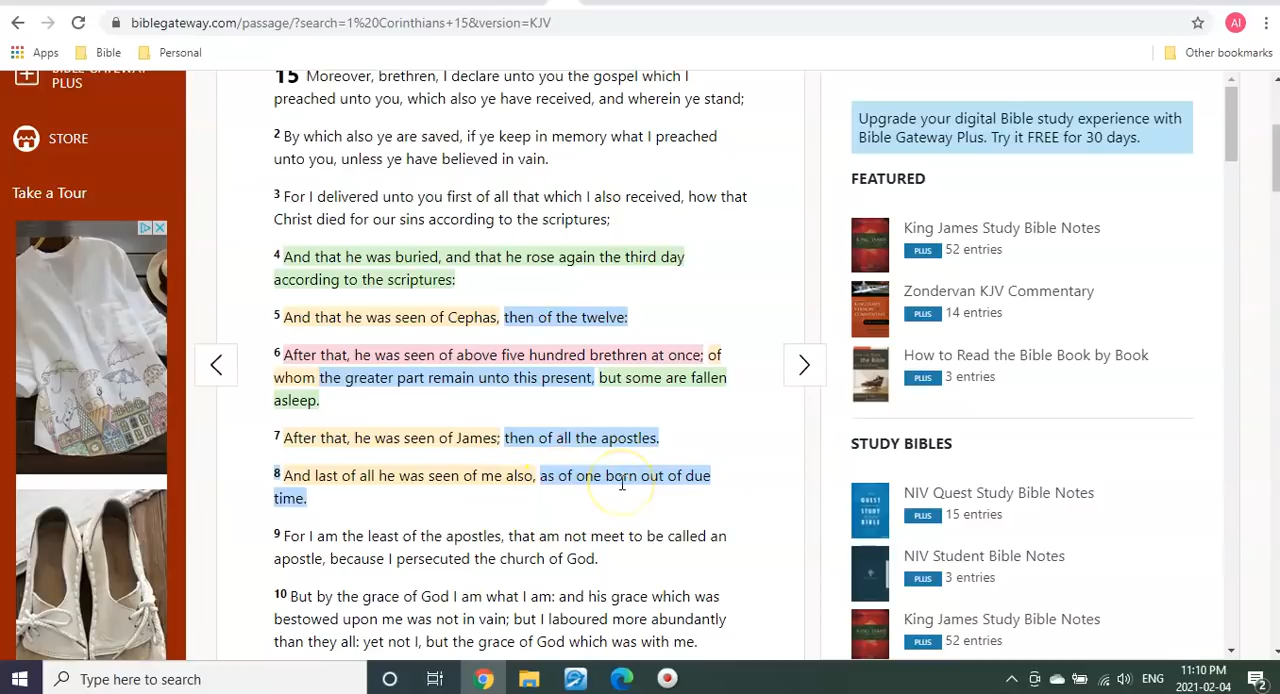 biblegateway.com/passage/?search=1%20Corinthians+15&version=KJV
AI
Apps
Bible
Personal
Other bookmarks
PLUS
STORE
Take a Tour
15 Moreover, brethren, I declare unto you the gospel which I
preached unto you, which also ye have received, and wherein ye stand;
2 By which also ye are saved, if ye keep in memory what I preached
unto you, unless ye have believed in vain.
3 For I delivered unto you first of all that which I also received, how that
Christ died for our sins according to the scriptures;
4 And that he was buried, and that he rose again the third day
according to the scriptures:
5 And that he was seen of Cephas, then of the twelve:
6 After that, he was seen of above five hundred brethren at once; of
whom the greater part remain unto this present, but some are fallen
asleep.
7 After that, he was seen of James; then of all the apostles.
8 And last of all he was seen of me also, as of one born out of due
time.
9 For I am the least of the apostles, that am not meet to be called an
apostle, because I persecuted the church of God.
10 But by the grace of God I am what I am: and his grace which was
bestowed upon me was not in vain; but I laboured more abundantly
than they all: yet not I, but the grace of God which was with me.
Upgrade your digital Bible study experience with
Bible Gateway Plus. Try it FREE for 30 days.
FEATURED
King James Study Bible Notes
PLUS 52 entries
Zondervan KJV Commentary
PLUS 14 entries
How to Read the Bible Book by Book
PLUS 3 entries
STUDY BIBLES
NIV Quest Study Bible Notes
PLUS 15 entries
NIV Student Bible Notes
PLUS 3 entries
King James Study Bible Notes
PLUS 52 entries
Type here to search
ENG
11:10 PM
2021-02-04
2